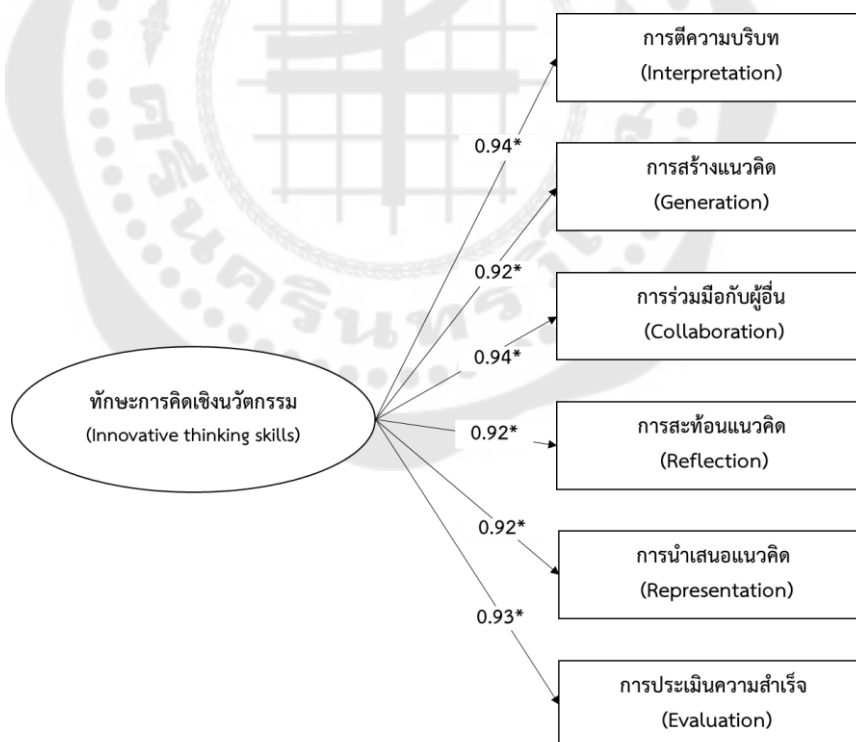 การตีความบริบท
(Interpretation)
0.94*
การสร้างแนวคิด
(Generation)
0.92*
การร่วมมือกับผู้อื่น
(Collaboration)
0.94*
ทักษะการคิดเชิงนวัตกรรม
(Innovative thinking skills)
การสะท้อนแนวคิด
(Reflection)
0.92*
การนำเสนอแนวคิด
(Representation)
0.92*
0.93*
การประเมินความสำเร็จ
(Evaluation)